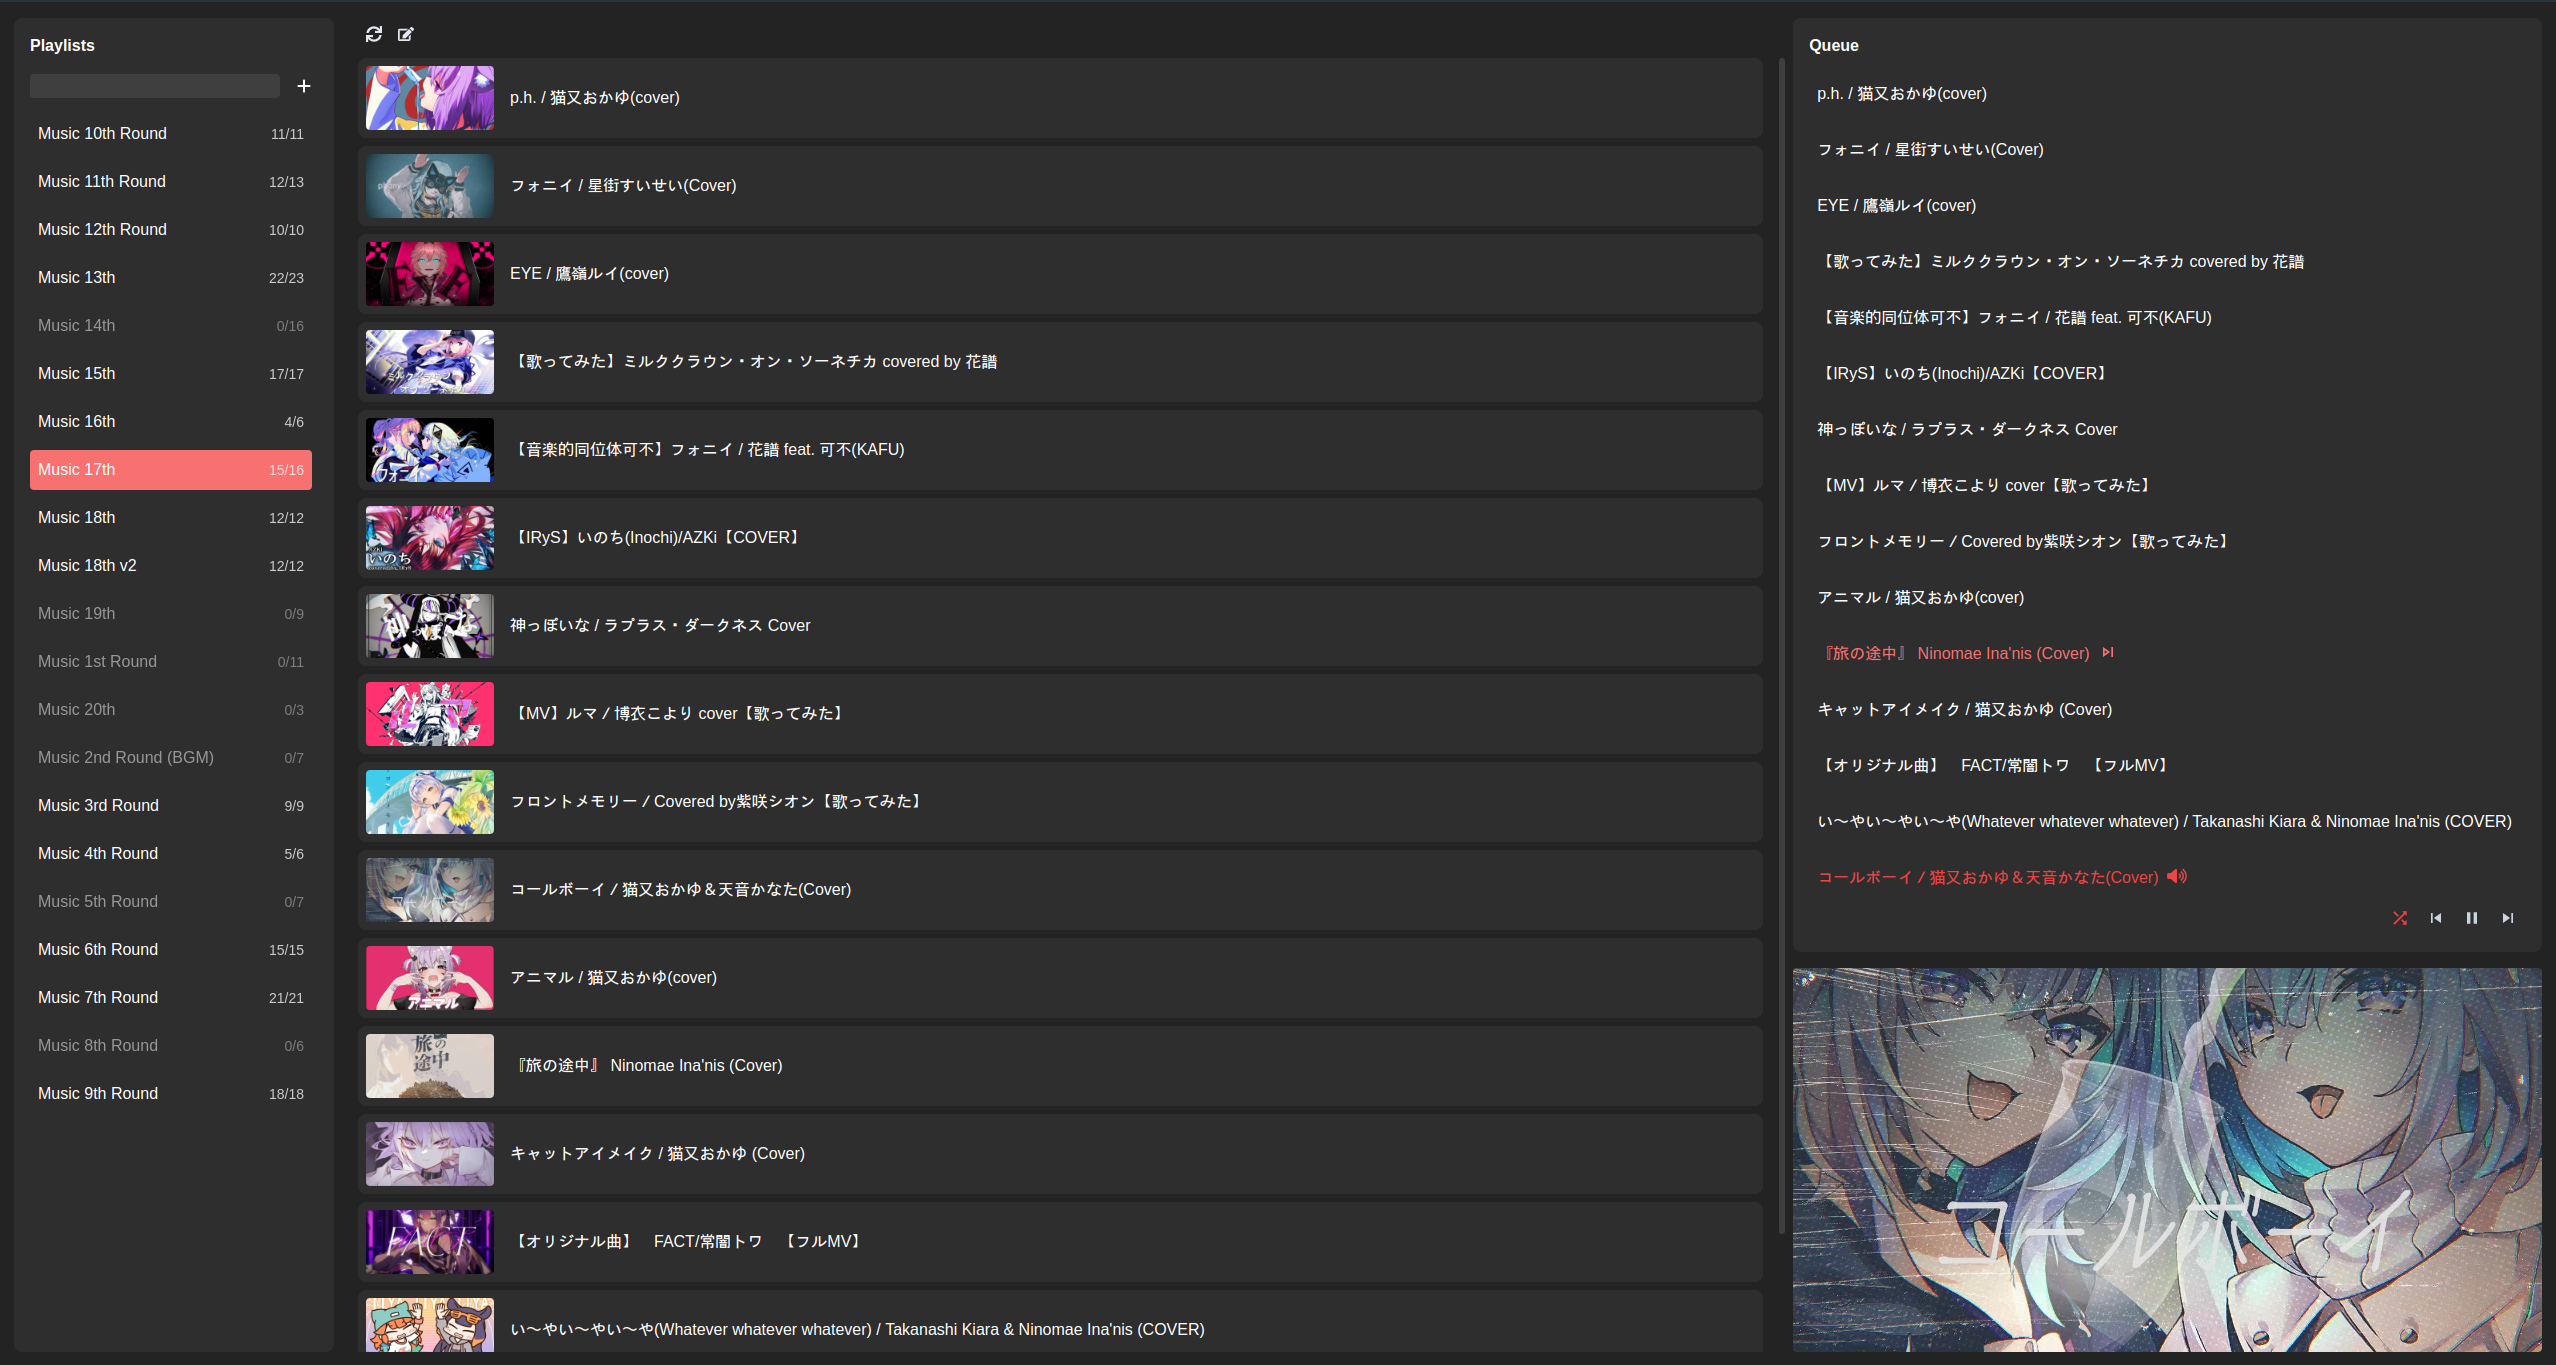 Playlists
Music 10th Round 11/11
Music 11th Round 12/13
Music 12th Round 10/10
Music 13th 22/23
Music 14th 0/16
Music 15th 17/17
Music 16th 4/6
Music 17th 15/16
Music 18th 12/12
Music 18th v2 12/12
Music 19th 0/9
Music 1st Round 0/11
Music 20th 0/3
Music 2nd Round (BGM) 0/7
Music 3rd Round 9/9
Music 4th Round 5/6
Music 5th Round 0/7
Music 6th Round 15/15
Music 7th Round 21/21
Music 8th Round 0/6
Music 9th Round 18/18
p.h. / 猫又おかゆ(cover)
フォニイ / 星街すいせい(Cover)
EYE / 鷹嶺ルイ(cover)
【歌ってみた】ミルククラウン・オン・ソーネチカ covered by 花譜
【音楽的同位体可不】フォニイ / 花譜 feat. 可不(KAFU)
フォニイ
【IRyS】いのち(Inochi)/AZKi【COVER】
いのち
神っぽいな / ラプラス・ダークネス Cover
【MV】ルマ / 博衣こより cover【歌ってみた】
ルマ
フロントメモリー / Covered by紫咲シオン【歌ってみた】
コールボーイ / 猫又おかゆ＆天音かなた(Cover)
コールボーイ
アニマル / 猫又おかゆ(cover)
アニマル
『旅の途中』 Ninomae Ina'nis (Cover)
旅の途中
キャットアイメイク / 猫又おかゆ (Cover)
【オリジナル曲】　FACT/常闇トワ　【フルMV】
FACT
い〜やい〜やい〜や(Whatever whatever whatever) / Takanashi Kiara & Ninomae Ina'nis (COVER)
Queue
p.h. / 猫又おかゆ(cover)
フォニイ / 星街すいせい(Cover)
EYE / 鷹嶺ルイ(cover)
【歌ってみた】ミルククラウン・オン・ソーネチカ covered by 花譜
【音楽的同位体可不】フォニイ / 花譜 feat. 可不(KAFU)
【IRyS】いのち(Inochi)/AZKi【COVER】
神っぽいな / ラプラス・ダークネス Cover
【MV】ルマ / 博衣こより cover【歌ってみた】
フロントメモリー / Covered by紫咲シオン【歌ってみた】
アニマル / 猫又おかゆ(cover)
『旅の途中』 Ninomae Ina'nis (Cover)
キャットアイメイク / 猫又おかゆ (Cover)
【オリジナル曲】　FACT/常闇トワ　【フルMV】
い〜やい〜やい〜や(Whatever whatever whatever) / Takanashi Kiara & Ninomae Ina'nis (COVER)
コールボーイ / 猫又おかゆ＆天音かなた(Cover)
コールボーイ